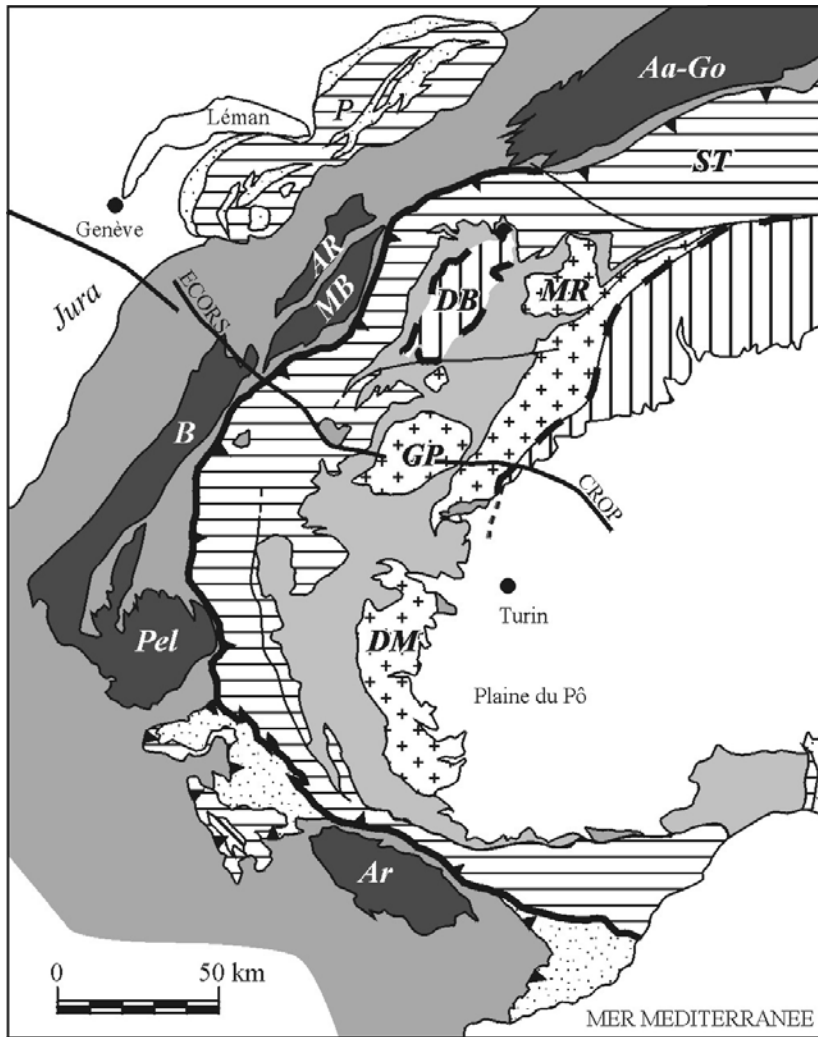 Aa-Go
P
Léman
ST
Genève
AR
MB
DB
MR
Jura
ECORS
B
GP
CROP
Turin
Pel
DM
Plaine du Pô
Ar
0
50 km
MER MEDITERRANEE